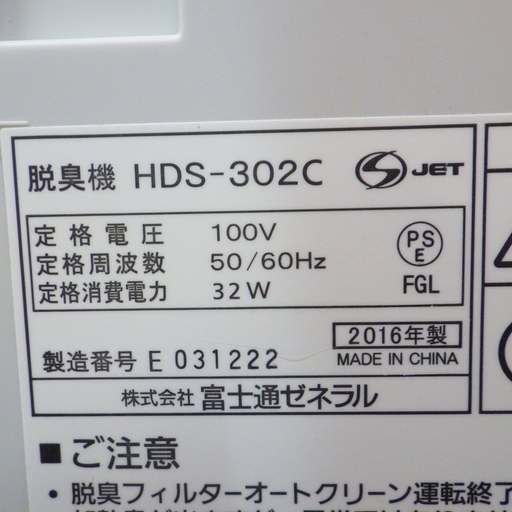 脱臭機 HDS-302C JET
定格電圧 100V
定格周波数 50/60Hz
定格消費電力 32W
PS
E
FGL
2016年製
製造番号 E 031222
MADE IN CHINA
株式会社 富士通ゼネラル
■ご注意
• 脱臭フィルターオートクリーン運転終了